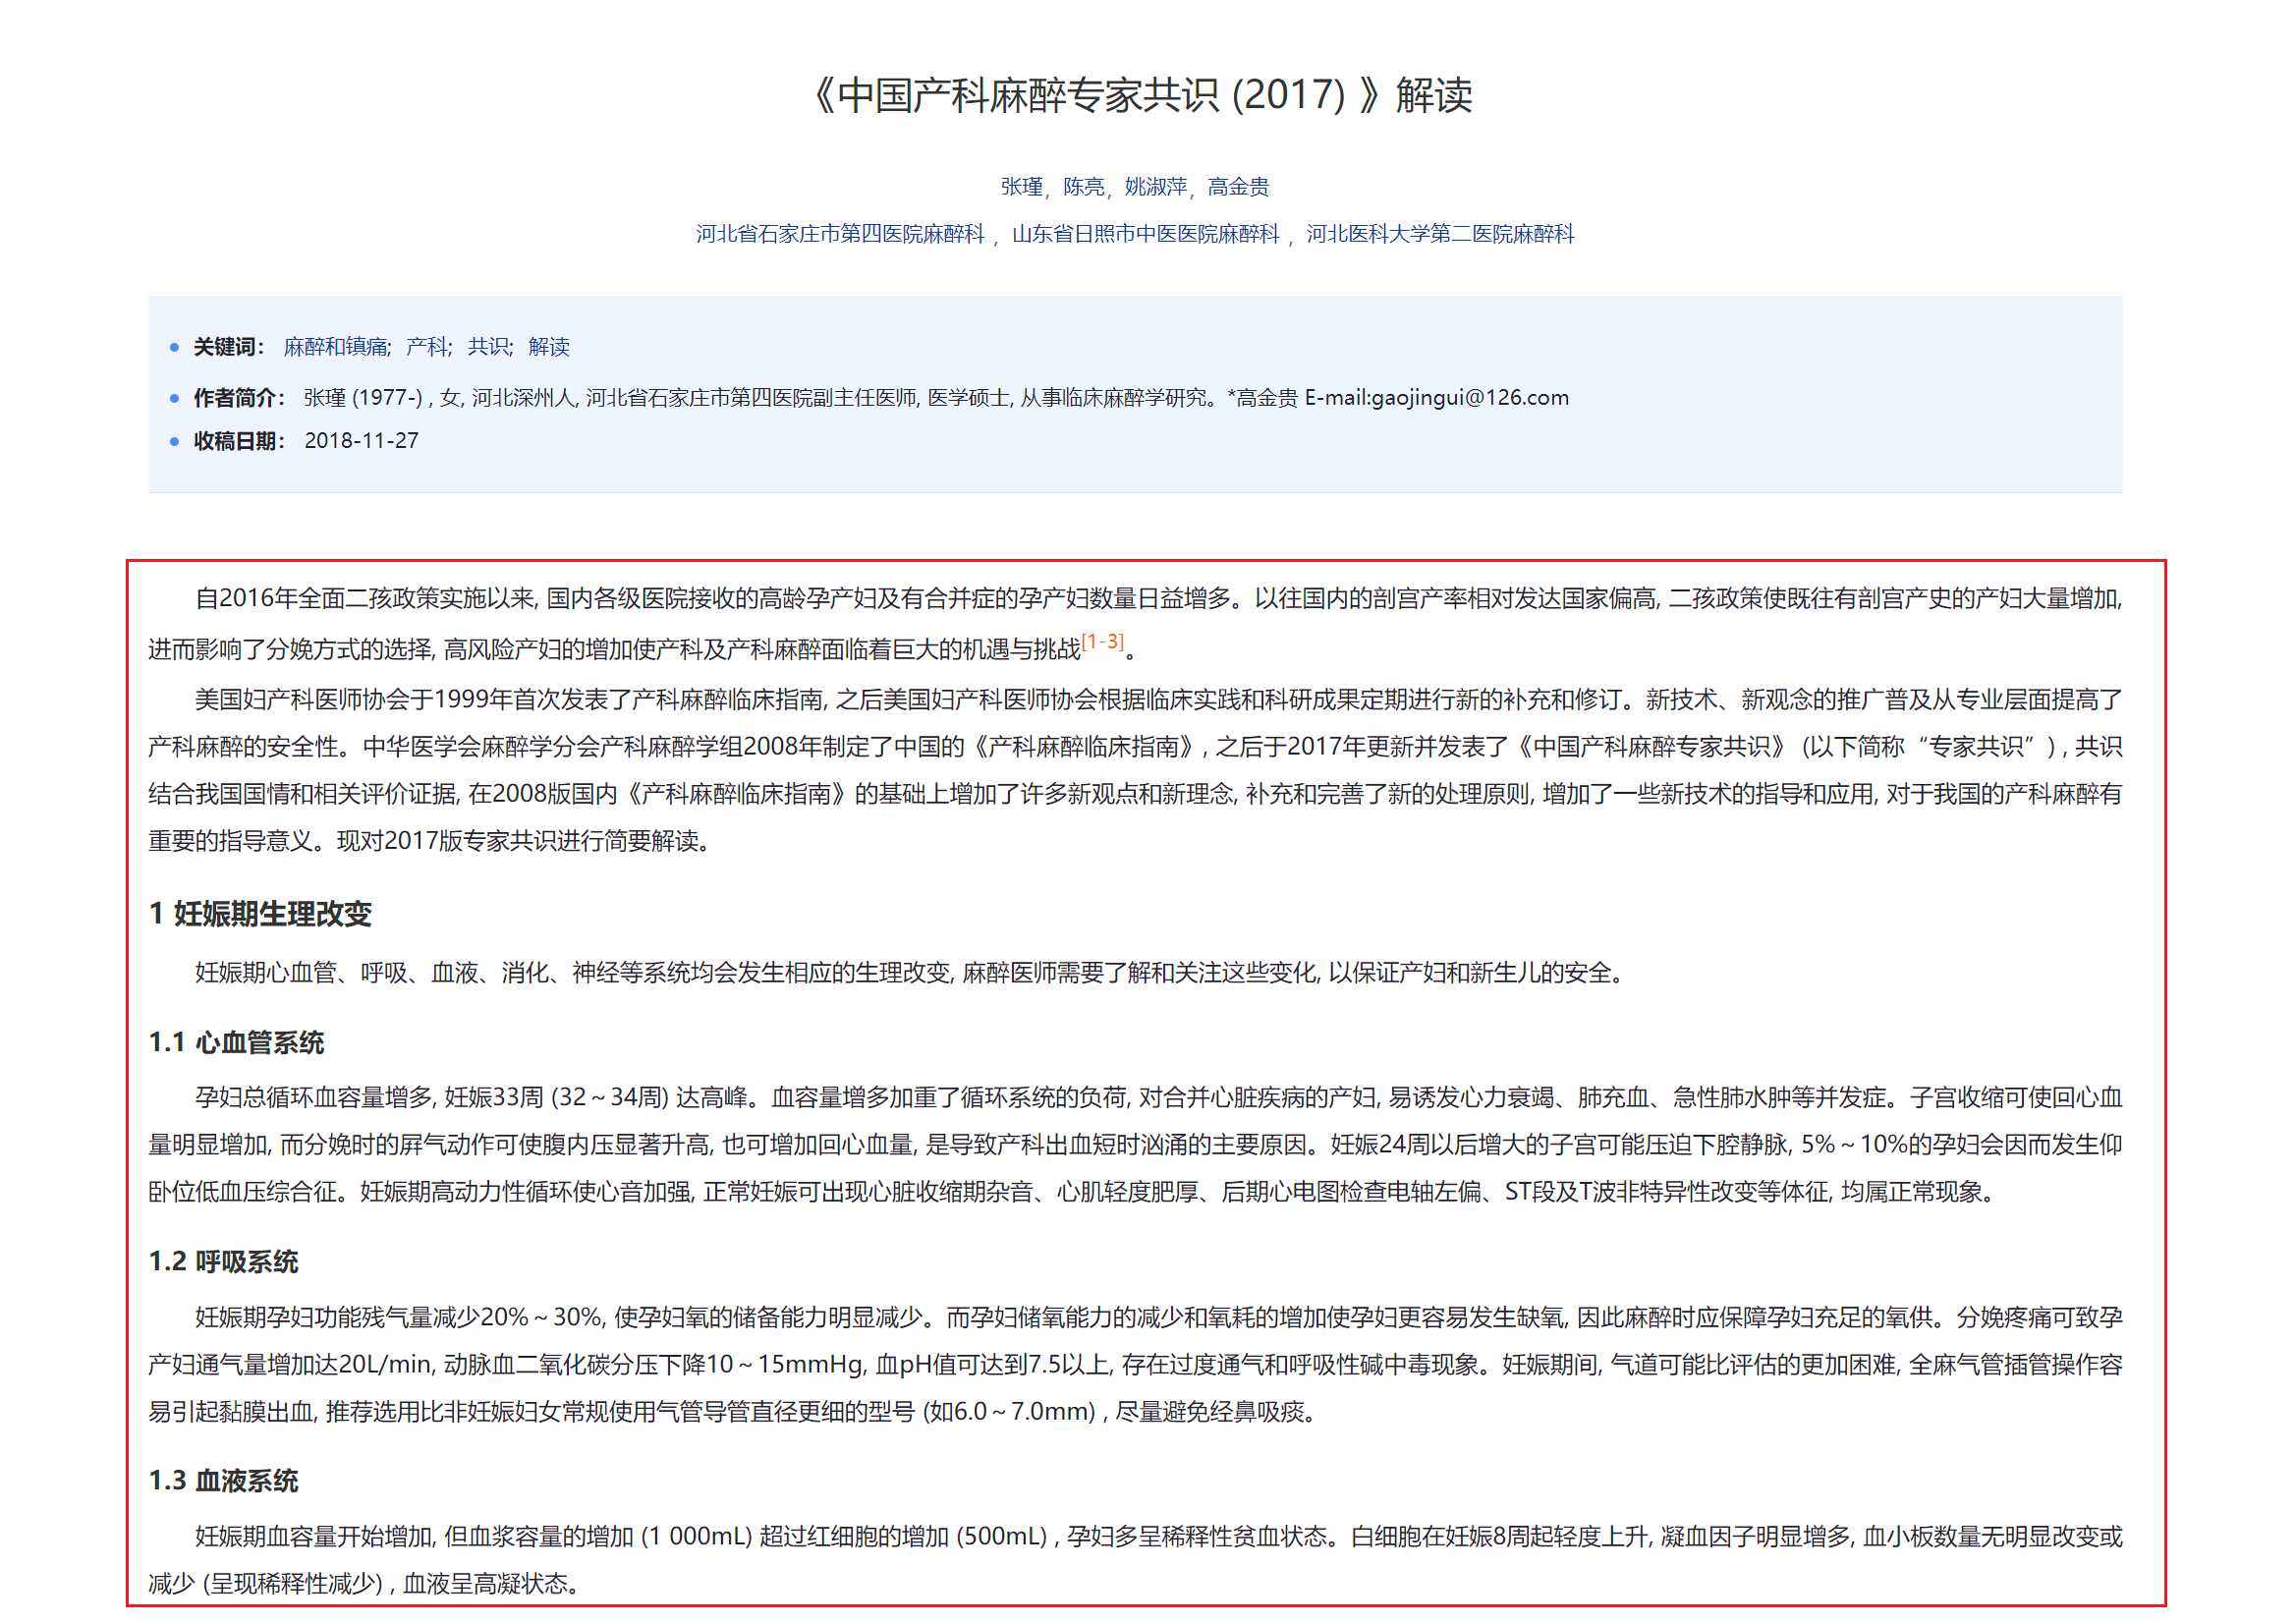 《中国产科麻醉专家共识 (2017) 》解读
张瑾, 陈亮, 姚淑萍, 高金贵
河北省石家庄市第四医院麻醉科 , 山东省日照市中医医院麻醉科 , 河北医科大学第二医院麻醉科
关键词： 麻醉和镇痛; 产科; 共识; 解读
作者简介： 张瑾 (1977-) , 女, 河北深州人, 河北省石家庄市第四医院副主任医师, 医学硕士, 从事临床麻醉学研究。*高金贵 E-mail:gaojingui@126.com
收稿日期： 2018-11-27
自2016年全面二孩政策实施以来, 国内各级医院接收的高龄孕产妇及有合并症的孕产妇数量日益增多。以往国内的剖宫产率相对发达国家偏高, 二孩政策使既往有剖宫产史的产妇大量增加,
进而影响了分娩方式的选择, 高风险产妇的增加使产科及产科麻醉面临着巨大的机遇与挑战[1-3]。
美国妇产科医师协会于1999年首次发表了产科麻醉临床指南, 之后美国妇产科医师协会根据临床实践和科研成果定期进行新的补充和修订。新技术、新观念的推广普及从专业层面提高了
产科麻醉的安全性。中华医学会麻醉学分会产科麻醉学组2008年制定了中国的《产科麻醉临床指南》, 之后于2017年更新并发表了《中国产科麻醉专家共识》 (以下简称“专家共识”) , 共识
结合我国国情和相关评价证据, 在2008版国内《产科麻醉临床指南》的基础上增加了许多新观点和新理念, 补充和完善了新的处理原则, 增加了一些新技术的指导和应用, 对于我国的产科麻醉有
重要的指导意义。现对2017版专家共识进行简要解读。
1 妊娠期生理改变
妊娠期心血管、呼吸、血液、消化、神经等系统均会发生相应的生理改变, 麻醉医师需要了解和关注这些变化, 以保证产妇和新生儿的安全。
1.1 心血管系统
孕妇总循环血容量增多, 妊娠33周 (32～34周) 达高峰。血容量增多加重了循环系统的负荷, 对合并心脏疾病的产妇, 易诱发心力衰竭、肺充血、急性肺水肿等并发症。子宫收缩可使回心血
量明显增加, 而分娩时的屏气动作可使腹内压显著升高, 也可增加回心血量, 是导致产科出血短时汹涌的主要原因。妊娠24周以后增大的子宫可能压迫下腔静脉, 5%～10%的孕妇会因而发生仰
卧位低血压综合征。妊娠期高动力性循环使心音加强, 正常妊娠可出现心脏收缩期杂音、心肌轻度肥厚、后期心电图检查电轴左偏、ST段及T波非特异性改变等体征, 均属正常现象。
1.2 呼吸系统
妊娠期孕妇功能残气量减少20%～30%, 使孕妇氧的储备能力明显减少。而孕妇储氧能力的减少和氧耗的增加使孕妇更容易发生缺氧, 因此麻醉时应保障孕妇充足的氧供。分娩疼痛可致孕
产妇通气量增加达20L/min, 动脉血二氧化碳分压下降10～15mmHg, 血pH值可达到7.5以上, 存在过度通气和呼吸性碱中毒现象。妊娠期间, 气道可能比评估的更加困难, 全麻气管插管操作容
易引起黏膜出血, 推荐选用比非妊娠妇女常规使用气管导管直径更细的型号 (如6.0～7.0mm) , 尽量避免经鼻吸痰。
1.3 血液系统
妊娠期血容量开始增加, 但血浆容量的增加 (1 000mL) 超过红细胞的增加 (500mL) , 孕妇多呈稀释性贫血状态。白细胞在妊娠8周起轻度上升, 凝血因子明显增多, 血小板数量无明显改变或
减少 (呈现稀释性减少) , 血液呈高凝状态。